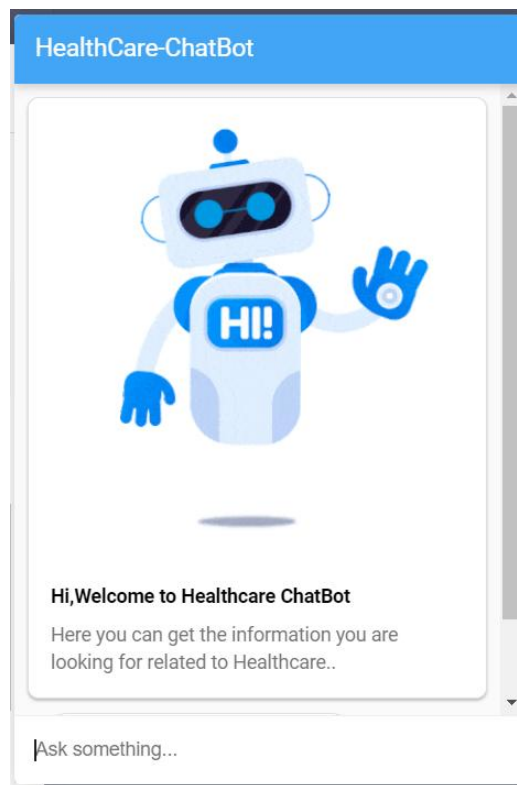 HealthCare-ChatBot
HI!
Hi,Welcome to Healthcare ChatBot
Here you can get the information you are
looking for related to Healthcare..
Ask something...